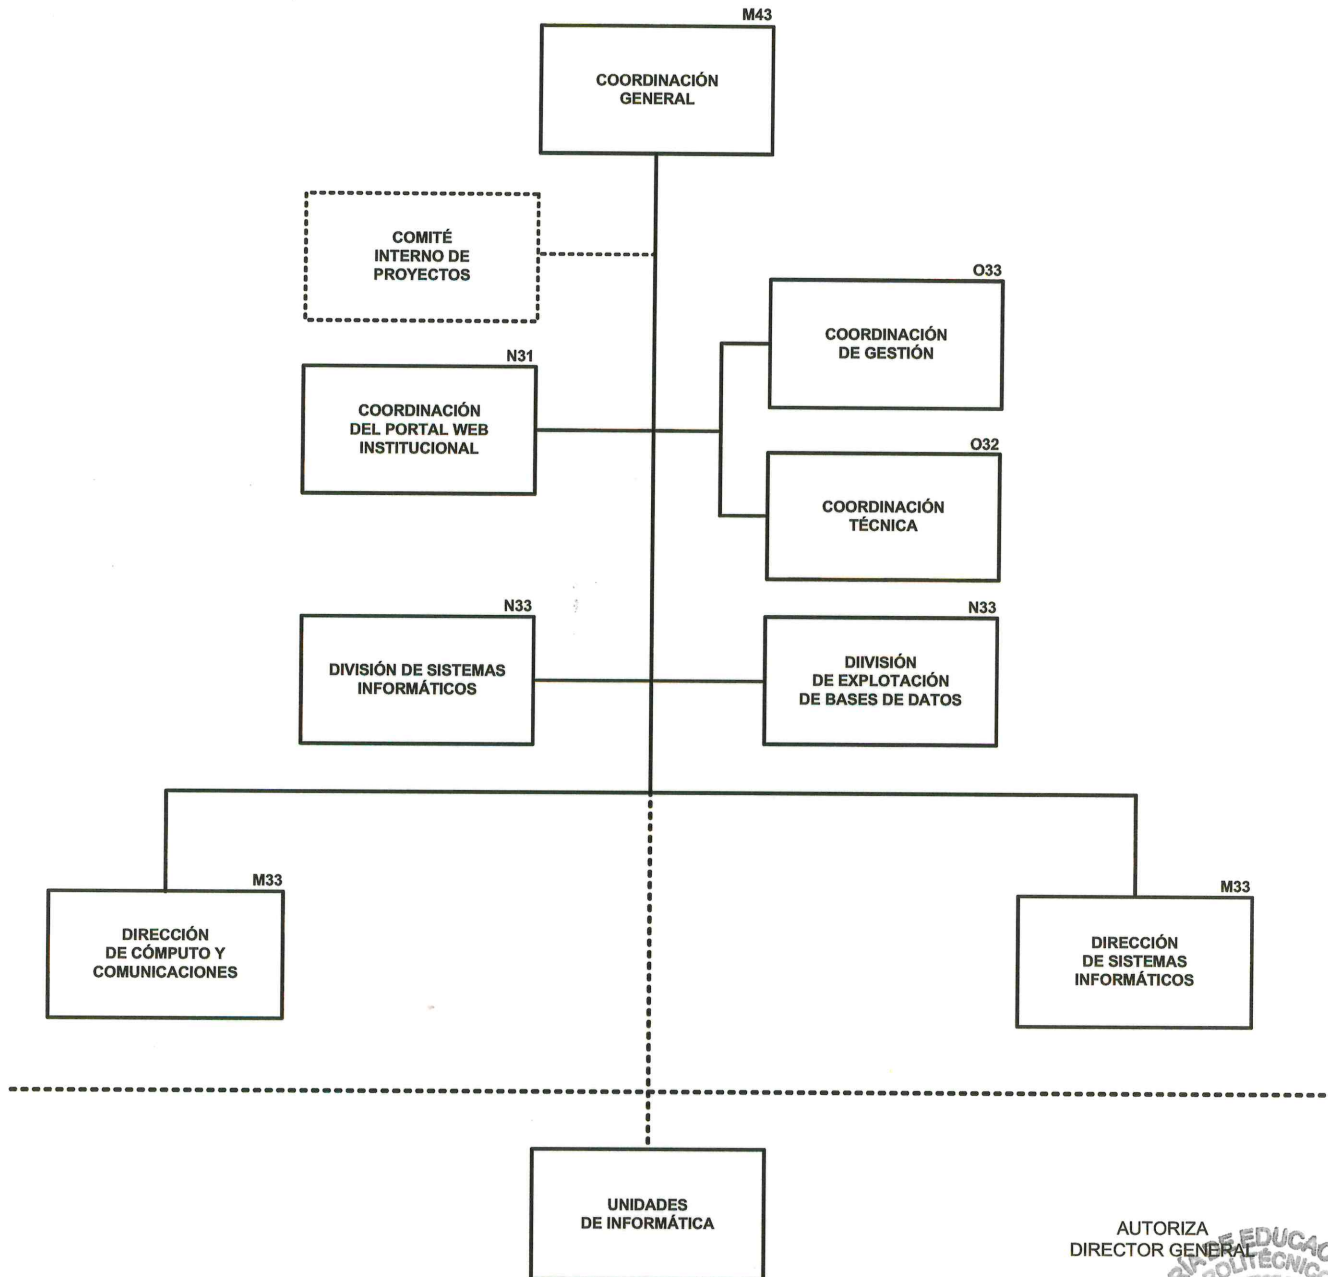 M43
COORDINACIÓN
GENERAL
COMITÉ
INTERNO DE
PROYECTOS
O33
COORDINACIÓN
DE GESTIÓN
N31
COORDINACIÓN
DEL PORTAL WEB
INSTITUCIONAL
O32
COORDINACIÓN
TÉCNICA
N33
DIVISIÓN DE SISTEMAS
INFORMÁTICOS
N33
DIIVISIÓN
DE EXPLOTACIÓN
DE BASES DE DATOS
M33
DIRECCIÓN
DE CÓMPUTO Y
COMUNICACIONES
M33
DIRECCIÓN
DE SISTEMAS
INFORMÁTICOS
UNIDADES
DE INFORMÁTICA
AUTORIZA
DIRECTOR GENERAL